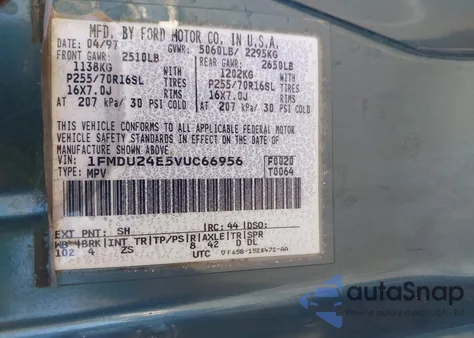 MFD. BY FORD MOTOR CO. IN U.S.A.
DATE: 04/97 GVWR: 5060LB/ 2295KG
FRONT GAWR: 2510LB REAR GAWR: 2650LB
1138KG WITH 1202KG WITH
P255/70R16SL TIRES P255/70R16SL TIRES
16X7.0J RIMS 16X7.0J RIMS
AT 207 kPa/ 30 PSI COLD AT 207 kPa/ 30 PSI COLD
THIS VEHICLE CONFORMS TO ALL APPLICABLE FEDERAL MOTOR
VEHICLE SAFETY STANDARDS IN EFFECT ON THE DATE OF
MANUFACTURE SHOWN ABOVE.
VIN: 1FMDU24E5VUC66956 F0020
TYPE: MPV T0064
EXT PNT: SH RC: 44 DSO:
WB BRK INT TR TP/PS R AXLE TR SPR
102 4 ZS 8 42 D DL
UTC
autoSnap